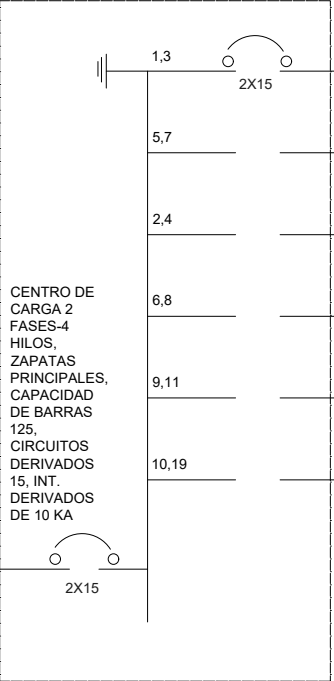 1,3
2X15
5,7
2,4
6,8
9,11
10,19
CENTRO DE
CARGA 2
FASES-4
HILOS,
ZAPATAS
PRINCIPALES,
CAPACIDAD
DE BARRAS
125,
CIRCUITOS
DERIVADOS
15, INT.
DERIVADOS
DE 10 KA
2X15